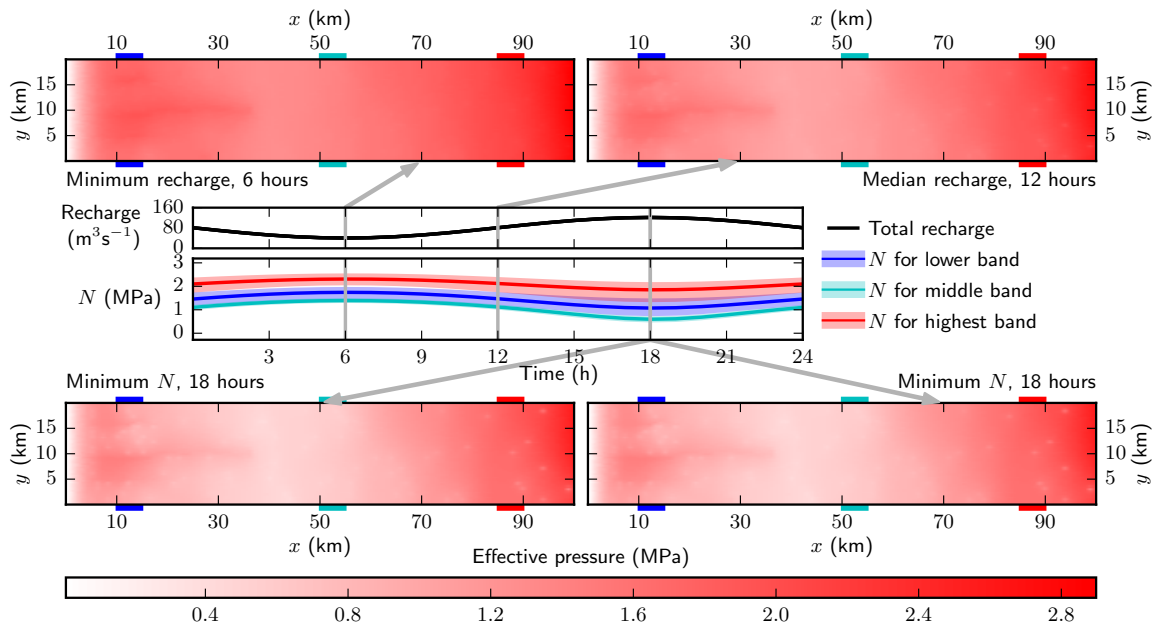 x (km)
x (km)
10 30 50 70 90
10 30 50 70 90
y (km)
15
10
5
15
10
5
y (km)
Minimum recharge, 6 hours
Median recharge, 12 hours
Recharge
(m³s⁻¹)
160
80
0
Total recharge
N for lower band
N for middle band
N for highest band
N (MPa)
3
2
1
0
3 6 9 12 15 18 21 24
Time (h)
Minimum N, 18 hours
Minimum N, 18 hours
y (km)
15
10
5
15
10
5
y (km)
10 30 50 70 90
10 30 50 70 90
x (km)
x (km)
Effective pressure (MPa)
0.4 0.8 1.2 1.6 2.0 2.4 2.8